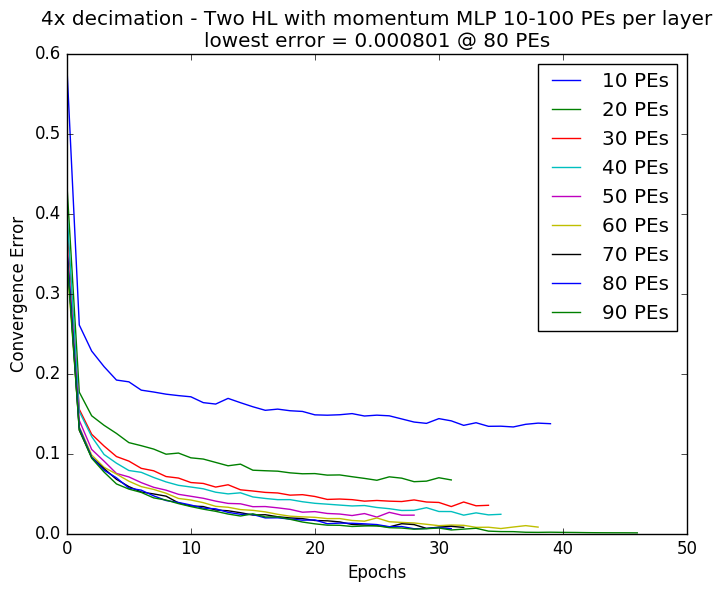 4x decimation - Two HL with momentum MLP 10-100 PEs per layer
lowest error = 0.000801 @ 80 PEs
0.6
0.5
0.4
0.3
0.2
0.1
0.0
Convergence Error
10 PEs
20 PEs
30 PEs
40 PEs
50 PEs
60 PEs
70 PEs
80 PEs
90 PEs
0 10 20 30 40 50
Epochs